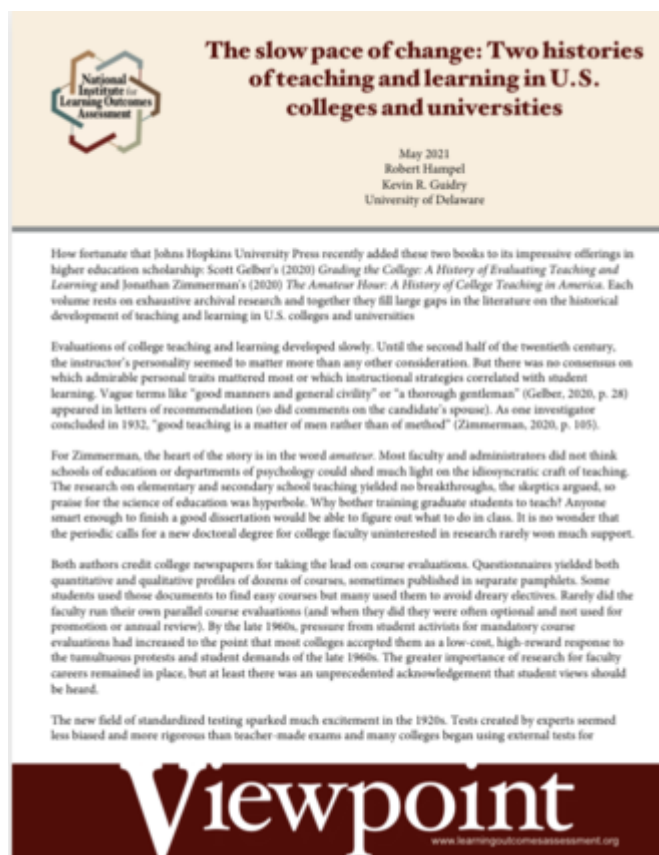 National
Institute for
Learning Outcomes
Assessment
The slow pace of change: Two histories
of teaching and learning in U.S.
colleges and universities
May 2021
Robert Hampel
Kevin R. Guidry
University of Delaware
How fortunate that Johns Hopkins University Press recently added these two books to its impressive offerings in
higher education scholarship: Scott Gelber's (2020) Grading the College: A History of Evaluating Teaching and
Learning and Jonathan Zimmerman's (2020) The Amateur Hour: A History of College Teaching in America. Each
volume rests on exhaustive archival research and together they fill large gaps in the literature on the historical
development of teaching and learning in U.S. colleges and universities
Evaluations of college teaching and learning developed slowly. Until the second half of the twentieth century,
the instructor's personality seemed to matter more than any other consideration. But there was no consensus on
which admirable personal traits mattered most or which instructional strategies correlated with student
learning. Vague terms like "good manners and general civility" or "a thorough gentleman" (Gelber, 2020, p. 28)
appeared in letters of recommendation (so did comments on the candidate's spouse). As one investigator
concluded in 1932, "good teaching is a matter of men rather than of method" (Zimmerman, 2020, p. 105).
For Zimmerman, the heart of the story is in the word amateur. Most faculty and administrators did not think
schools of education or departments of psychology could shed much light on the idiosyncratic craft of teaching.
The research on elementary and secondary school teaching yielded no breakthroughs, the skeptics argued, so
praise for the science of education was hyperbole. Why bother training graduate students to teach? Anyone
smart enough to finish a good dissertation would be able to figure out what to do in class. It is no wonder that
the periodic calls for a new doctoral degree for college faculty uninterested in research rarely won much support.
Both authors credit college newspapers for taking the lead on course evaluations. Questionnaires yielded both
quantitative and qualitative profiles of dozens of courses, sometimes published in separate pamphlets. Some
students used those documents to find easy courses but many used them to avoid dreary electives. Rarely did the
faculty run their own parallel course evaluations (and when they did they were often optional and not used for
promotion or annual review). By the late 1960s, pressure from student activists for mandatory course
evaluations had increased to the point that most colleges accepted them as a low-cost, high-reward response to
the tumultuous protests and student demands of the late 1960s. The greater importance of research for faculty
careers remained in place, but at least there was an unprecedented acknowledgement that student views should
be heard.
The new field of standardized testing sparked much excitement in the 1920s. Tests created by experts seemed
less biased and more rigorous than teacher-made exams and many colleges began using external tests for
Viewpoint
www.learningoutcomesassessment.org